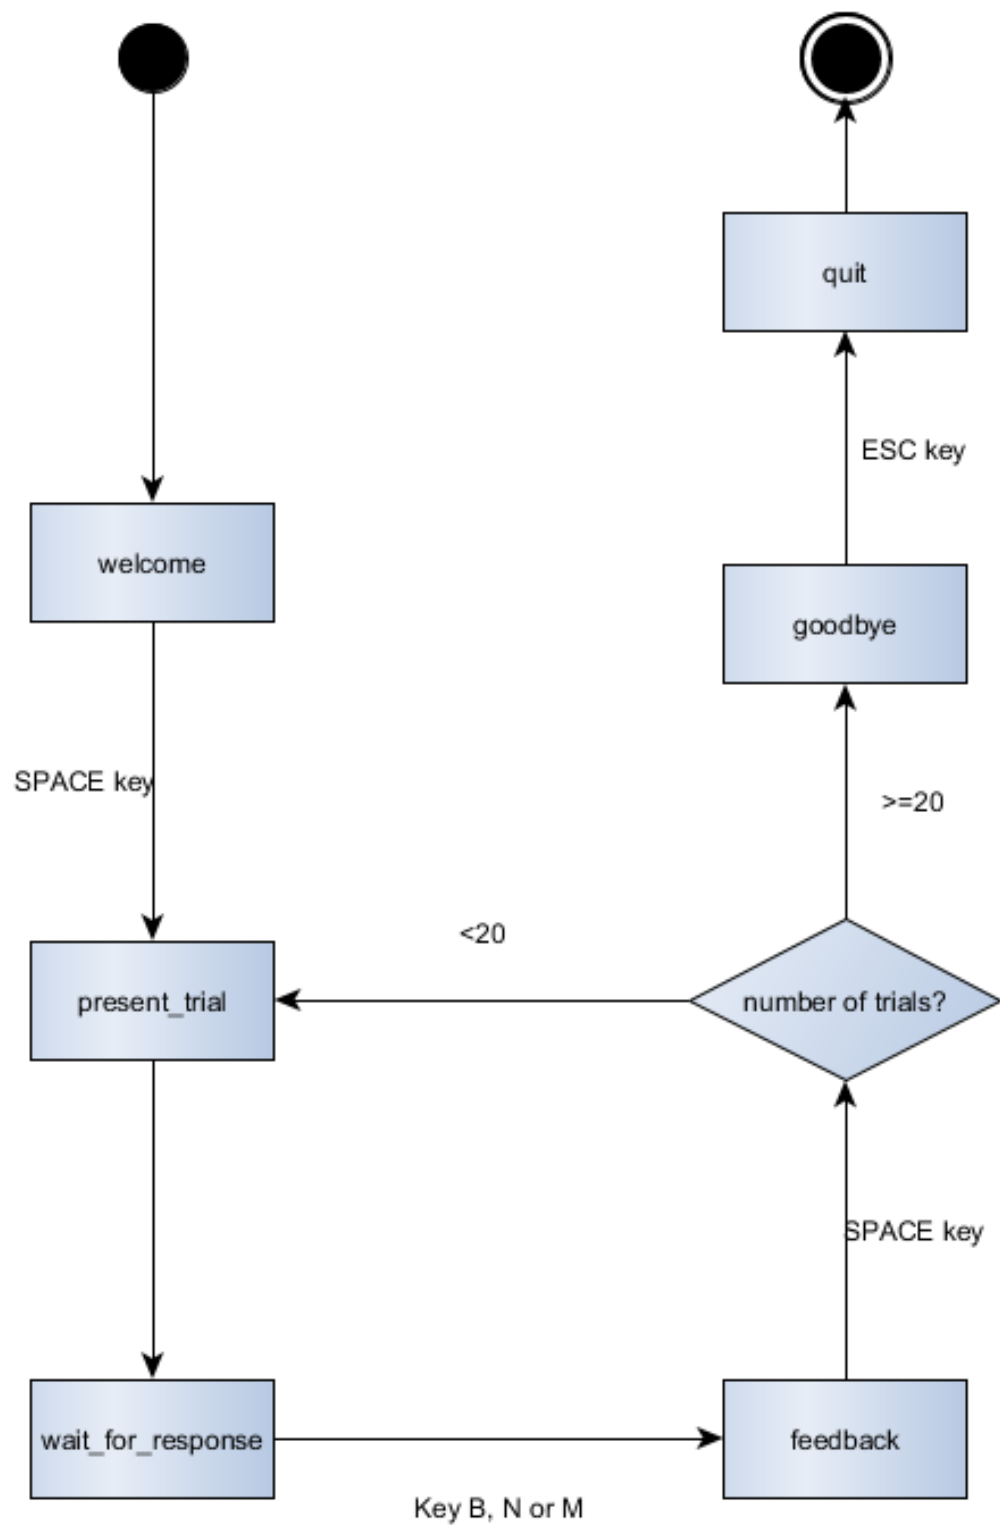 quit
ESC key
welcome
goodbye
SPACE key
>=20
<20
present_trial
number of trials?
SPACE key
wait_for_response
feedback
Key B, N or M